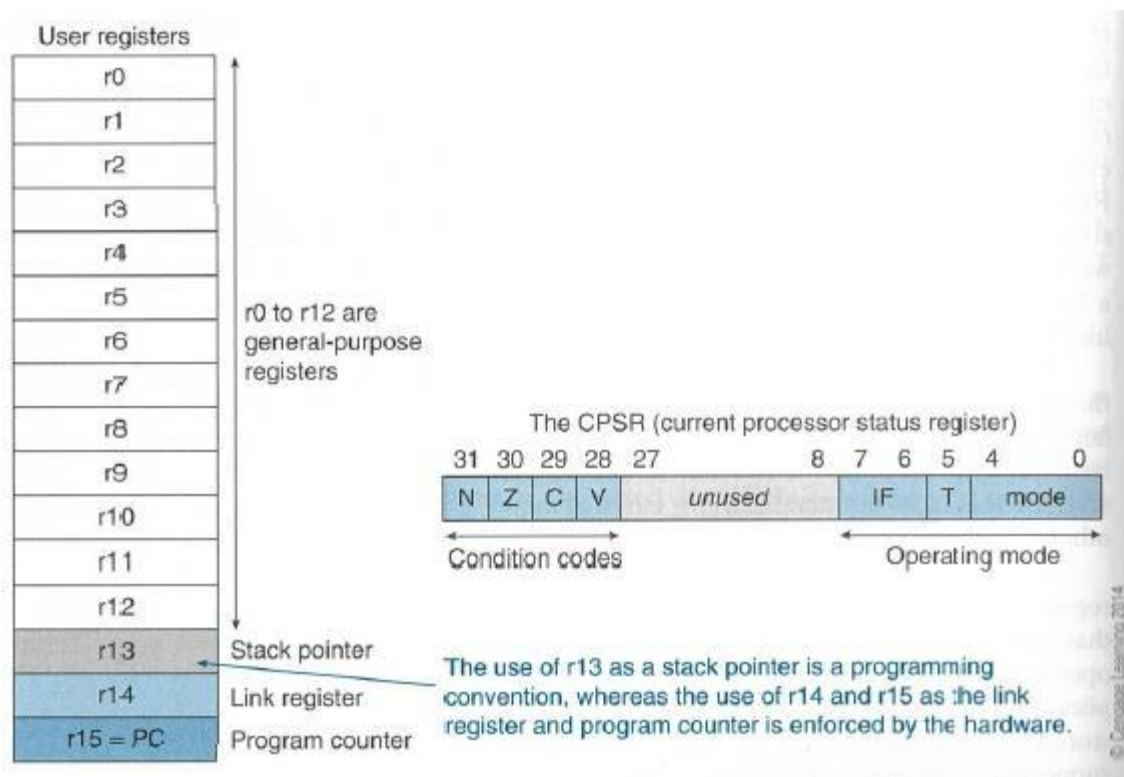 User registers
r0
r1
r2
r3
r4
r5
r6
r7
r8
r9
r10
r11
r12
r13
r14
r15 = PC
r0 to r12 are
general-purpose
registers
Stack pointer
Link register
Program counter
The CPSR (current processor status register)
31 30 29 28 27 8 7 6 5 4 0
N Z C V unused IF T mode
Condition codes
Operating mode
The use of r13 as a stack pointer is a programming
convention, whereas the use of r14 and r15 as the link
register and program counter is enforced by the hardware.
© Cengage Learning 2014